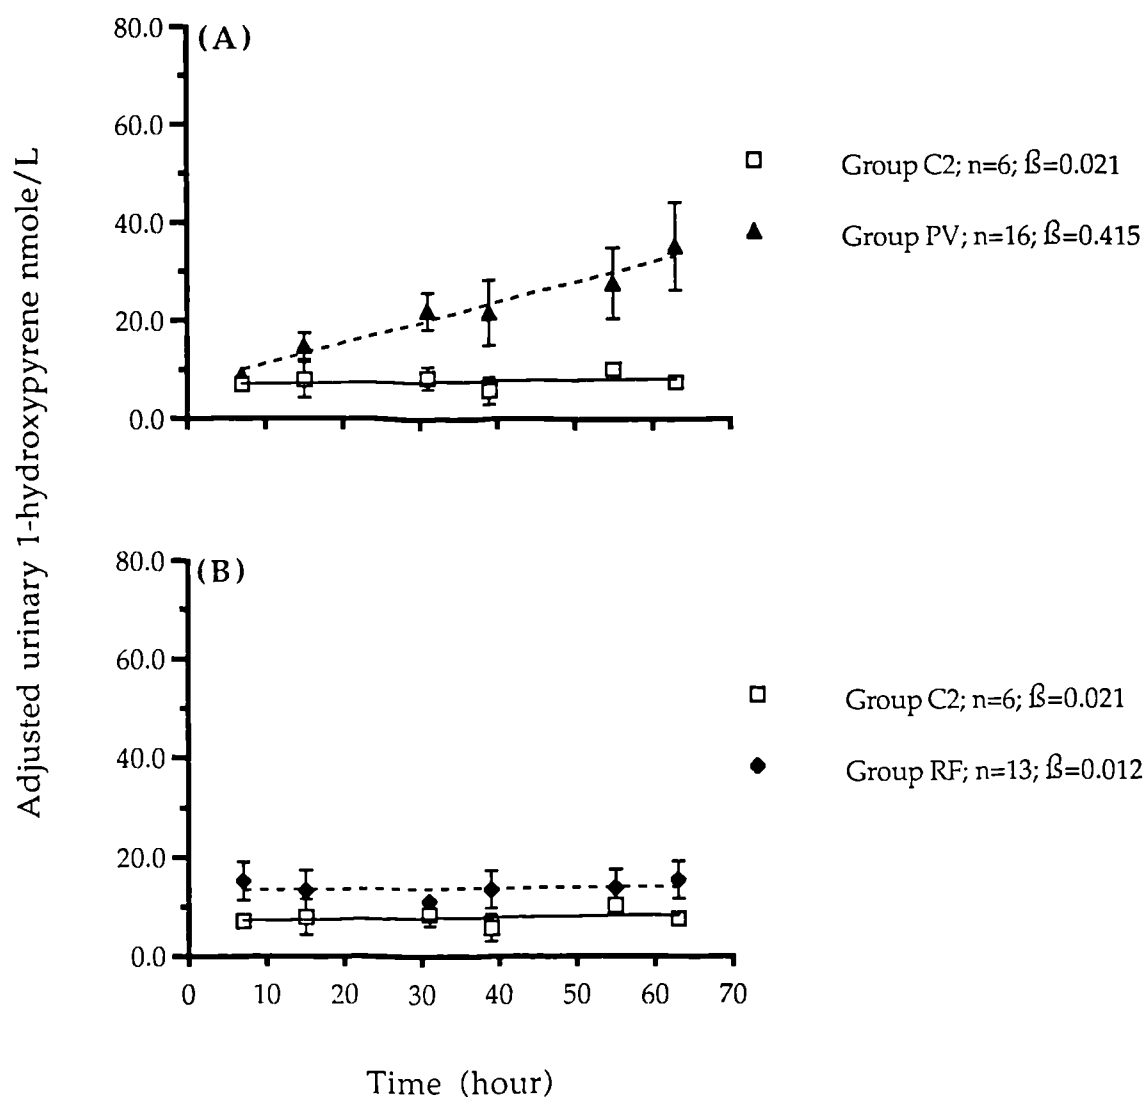 Adjusted urinary 1-hydroxypyrene nmole/L
(A)
80.0
60.0
40.0
20.0
0.0
Group C2; n=6; ß=0.021
Group PV; n=16; ß=0.415
(B)
80.0
60.0
40.0
20.0
0.0
0 10 20 30 40 50 60 70
Group C2; n=6; ß=0.021
Group RF; n=13; ß=0.012
Time (hour)